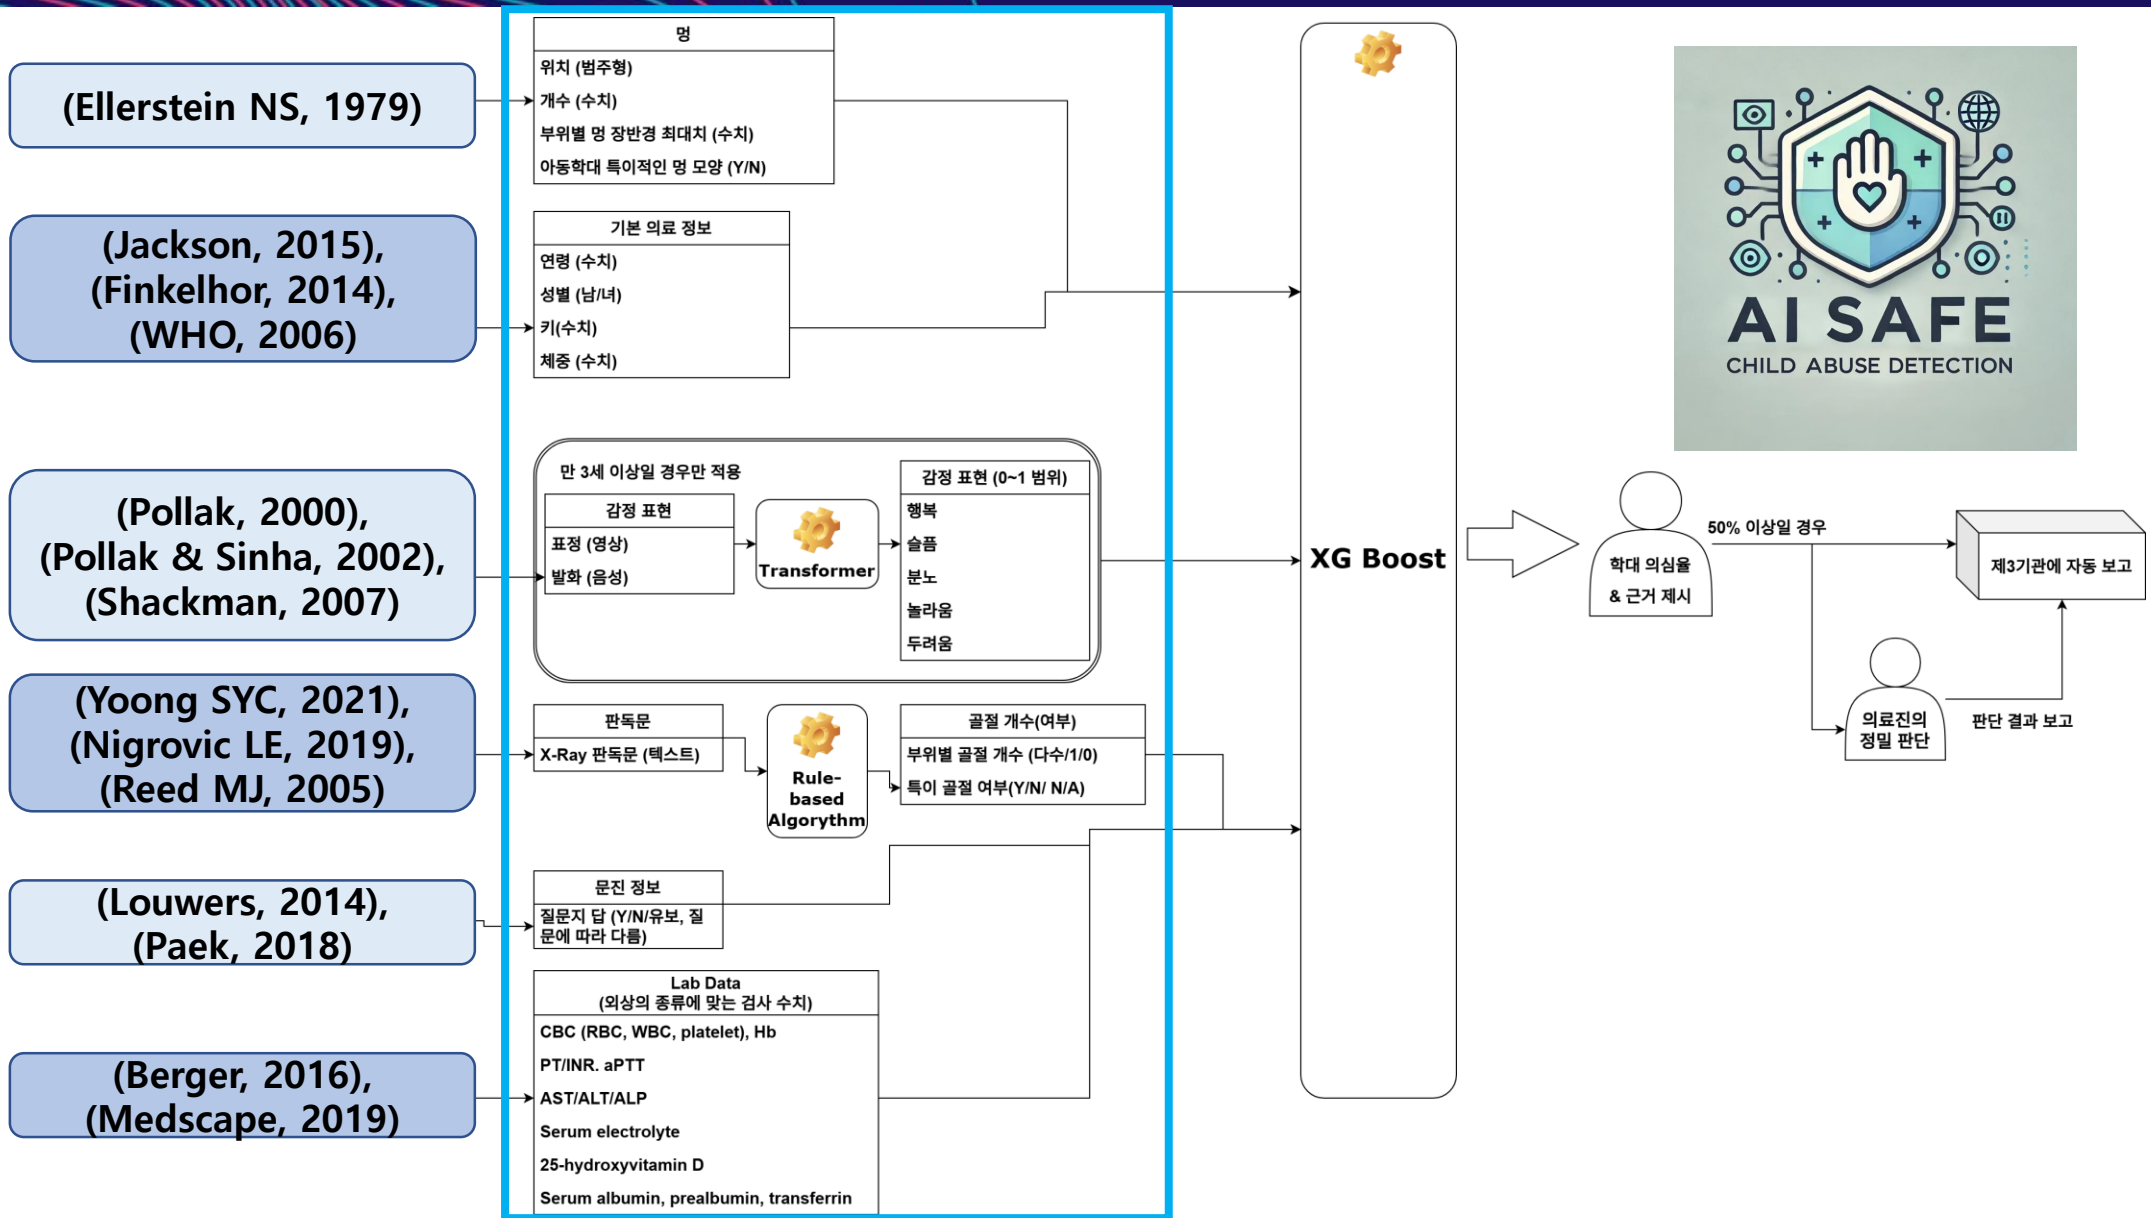 (Ellerstein NS, 1979)
(Jackson, 2015),
(Finkelhor, 2014),
(WHO, 2006)
(Pollak, 2000),
(Pollak & Sinha, 2002),
(Shackman, 2007)
(Yoong SYC, 2021),
(Nigrovic LE, 2019),
(Reed MJ, 2005)
(Louwers, 2014),
(Paek, 2018)
(Berger, 2016),
(Medscape, 2019)
멍
위치 (범주형)
개수 (수치)
부위별 멍 장반경 최대치 (수치)
아동학대 특이적인 멍 모양 (Y/N)
기본 의료 정보
연령 (수치)
성별 (남/녀)
키(수치)
체중 (수치)
만 3세 이상일 경우만 적용
감정 표현
표정 (영상)
발화 (음성)
Transformer
감정 표현 (0~1 범위)
행복
슬픔
분노
놀라움
두려움
판독문
X-Ray 판독문 (텍스트)
Rule-
based
Algorythm
골절 개수(여부)
부위별 골절 개수 (다수/1/0)
특이 골절 여부(Y/N/ N/A)
문진 정보
질문지 답 (Y/N/유보, 질
문에 따라 다름)
Lab Data
(외상의 종류에 맞는 검사 수치)
CBC (RBC, WBC, platelet), Hb
PT/INR. aPTT
AST/ALT/ALP
Serum electrolyte
25-hydroxyvitamin D
Serum albumin, prealbumin, transferrin
XG Boost
AI SAFE
CHILD ABUSE DETECTION
학대 의심율
& 근거 제시
50% 이상일 경우
제3기관에 자동 보고
의료진의
정밀 판단
판단 결과 보고